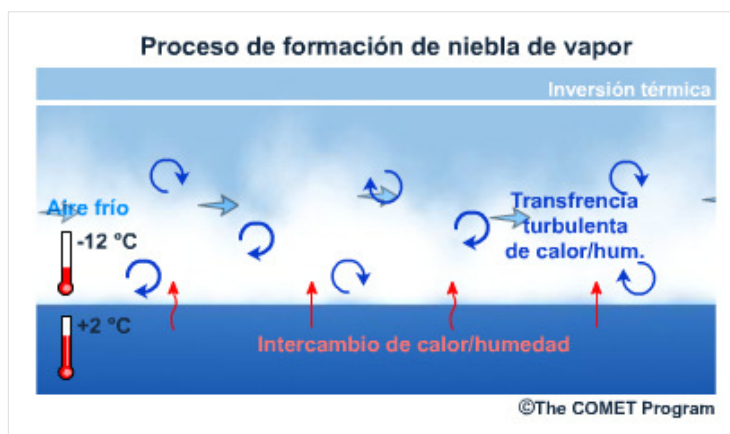 Proceso de formación de niebla de vapor
Inversión térmica
Aire frío
-12 °C
Transfrencia
turbulenta
de calor/hum.
+2 °C
Intercambio de calor/humedad
©The COMET Program